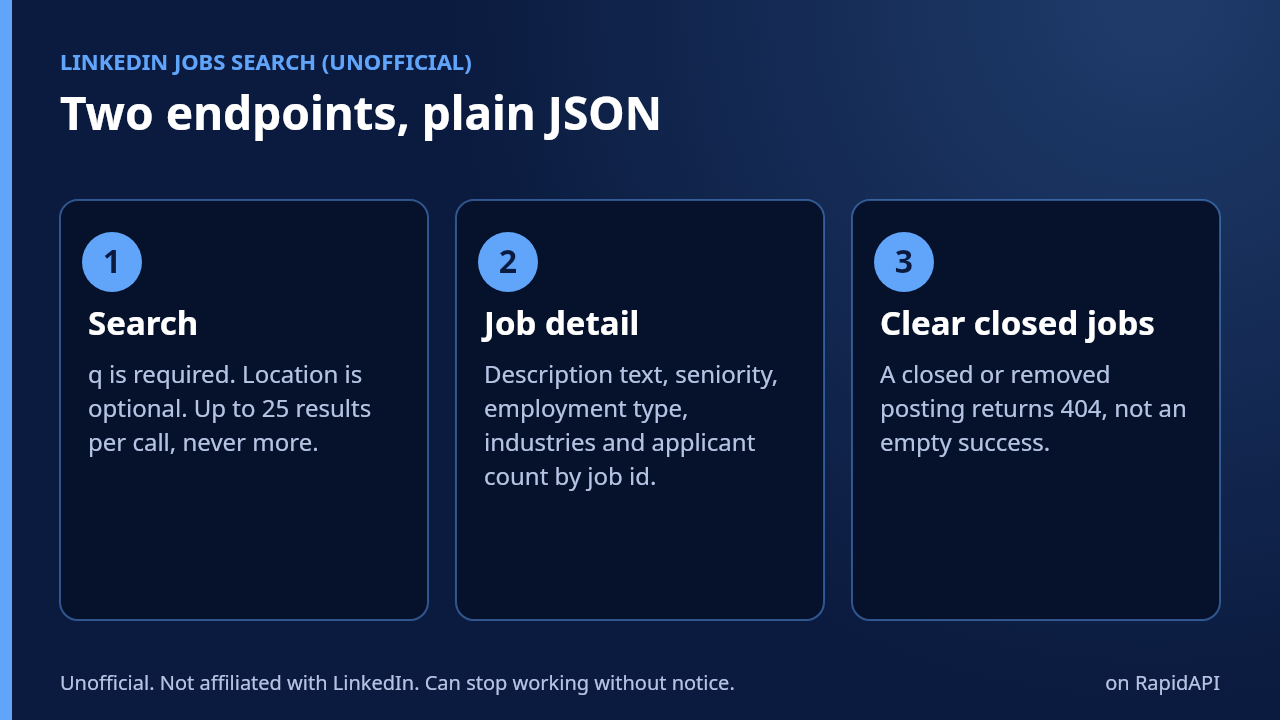 LINKEDIN JOBS SEARCH (UNOFFICIAL)
Two endpoints, plain JSON
1
Search
q is required. Location is
optional. Up to 25 results
per call, never more.
2
Job detail
Description text, seniority,
employment type,
industries and applicant
count by job id.
3
Clear closed jobs
A closed or removed
posting returns 404, not an
empty success.
Unofficial. Not affiliated with LinkedIn. Can stop working without notice.
on RapidAPI